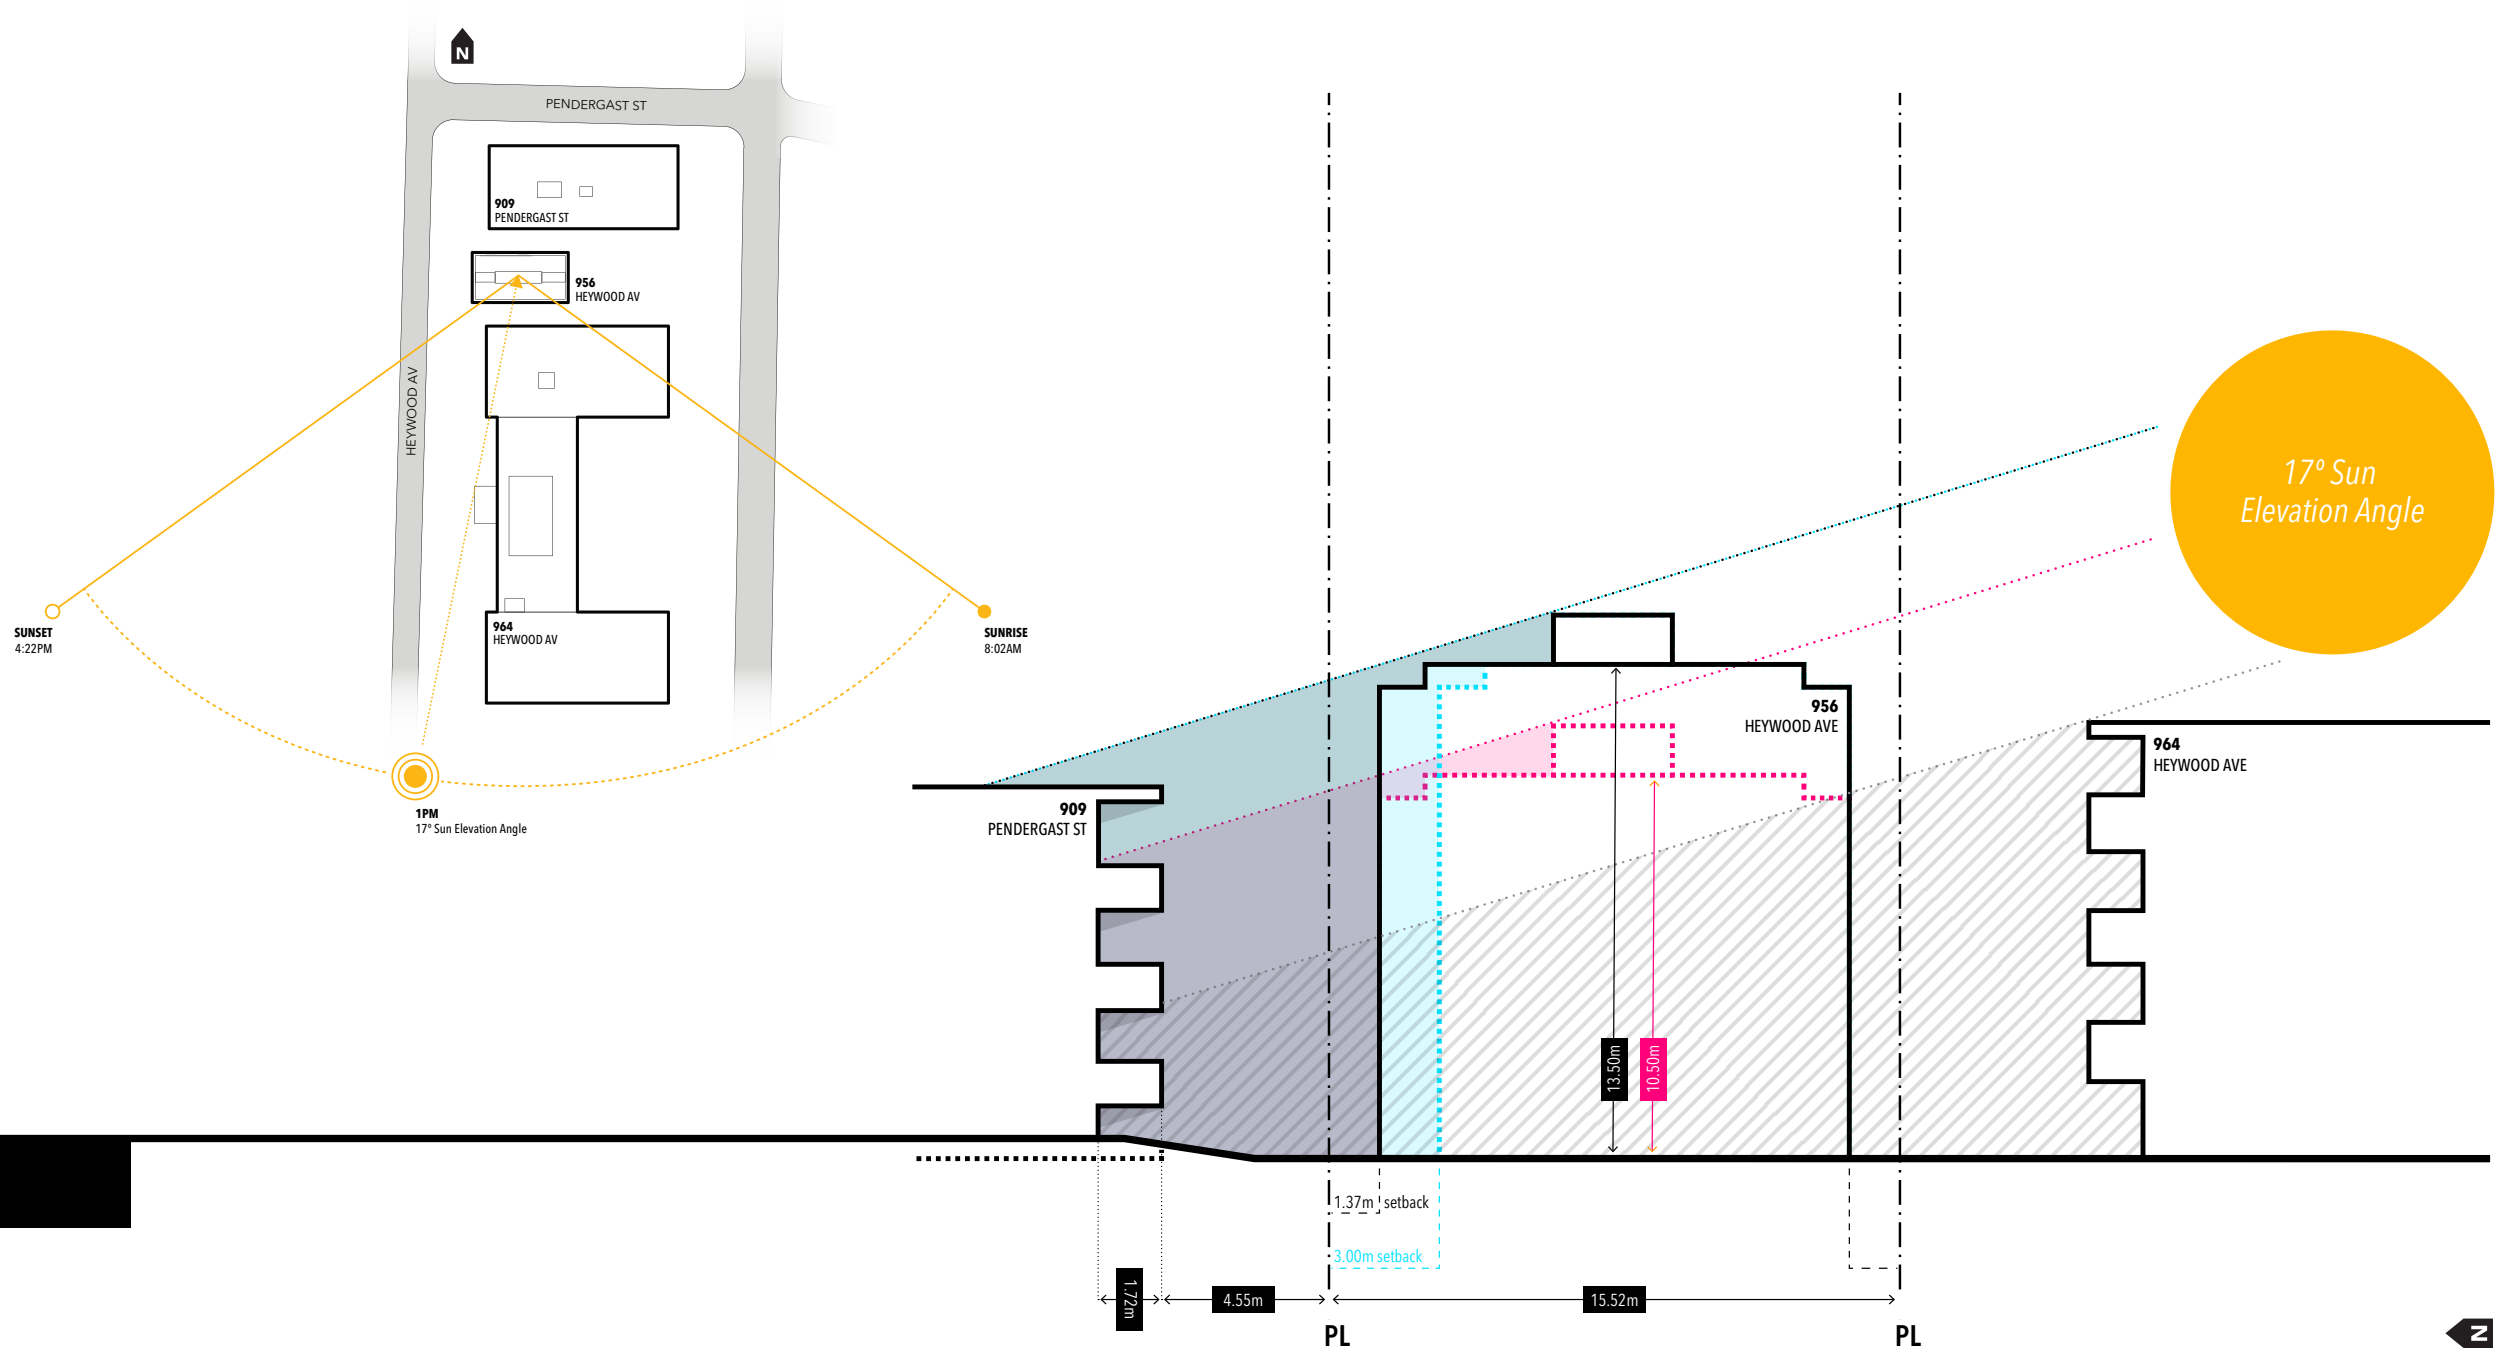 N
PENDERGAST ST
909
PENDERGAST ST
956
HEYWOOD AV
HEYWOOD AV
964
HEYWOOD AV
SUNSET
4:22PM
SUNRISE
8:02AM
1PM
17º Sun Elevation Angle
17º Sun
Elevation Angle
956
HEYWOOD AVE
964
HEYWOOD AVE
909
PENDERGAST ST
13.50m
10.50m
1.37m setback
3.00m setback
1.72m
4.55m
15.52m
PL
PL
N